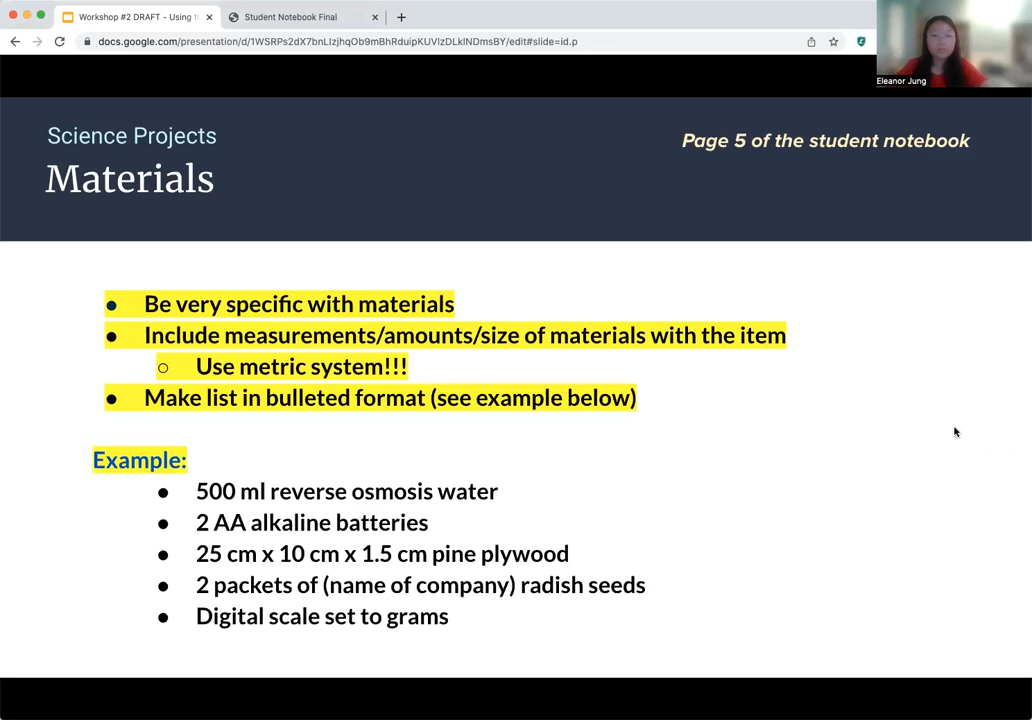 Workshop #2 DRAFT - Using t
Student Notebook Final
docs.google.com/presentation/d/1WSRPs2dX7bnLIzjhqOb9mBhRduipKUVlzDLklNDmsBY/edit#slide=id.p
Eleanor Jung
Science Projects
Page 5 of the student notebook
Materials
● Be very specific with materials
● Include measurements/amounts/size of materials with the item
○ Use metric system!!!
● Make list in bulleted format (see example below)
Example:
● 500 ml reverse osmosis water
● 2 AA alkaline batteries
● 25 cm x 10 cm x 1.5 cm pine plywood
● 2 packets of (name of company) radish seeds
● Digital scale set to grams